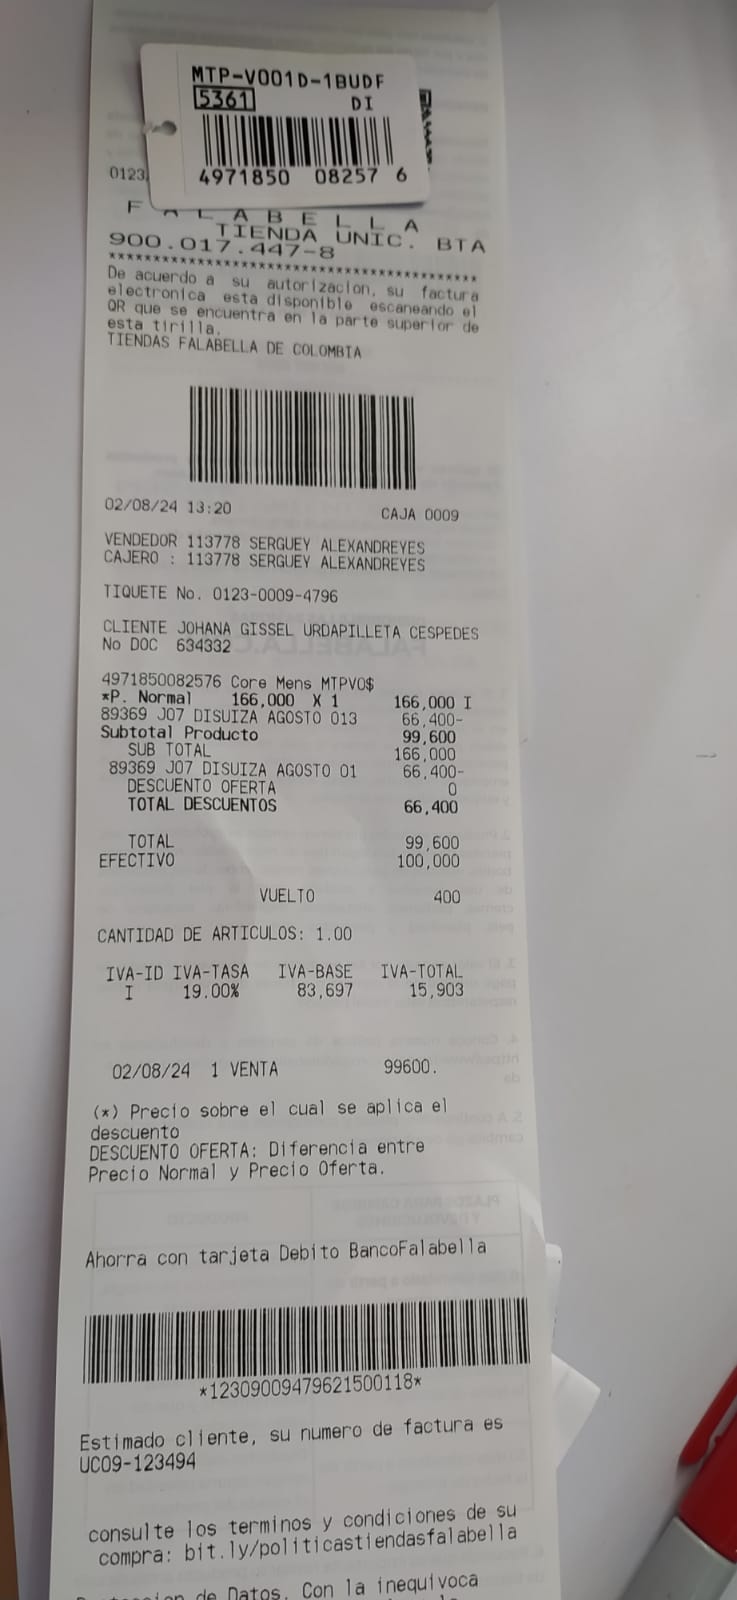 MTP-V001D-1BUDF
5361 DI
4971850 08257 6
0123
FALABELLA
TIENDA UNIC. BTA
900.017.447-8
******************************************
De acuerdo a su autorizacion, su factura
electronica esta disponible escaneando el
QR que se encuentra en la parte superior de
esta tirilla.
TIENDAS FALABELLA DE COLOMBIA
02/08/24 13:20 CAJA 0009
VENDEDOR 113778 SERGUEY ALEXANDREYES
CAJERO : 113778 SERGUEY ALEXANDREYES
TIQUETE No. 0123-0009-4796
CLIENTE JOHANA GISSEL URDAPILLETA CESPEDES
No DOC 634332
4971850082576 Core Mens MTPVO$
*P. Normal 166,000 X 1 166,000 I
89369 J07 DISUIZA AGOSTO 013 66,400-
Subtotal Producto 99,600
SUB TOTAL 166,000
89369 J07 DISUIZA AGOSTO 01 66,400-
DESCUENTO OFERTA 0
TOTAL DESCUENTOS 66,400
TOTAL 99,600
EFECTIVO 100,000
VUELTO 400
CANTIDAD DE ARTICULOS: 1.00
IVA-ID IVA-TASA IVA-BASE IVA-TOTAL
I 19.00% 83,697 15,903
02/08/24 1 VENTA 99600.
(*) Precio sobre el cual se aplica el
descuento
DESCUENTO OFERTA: Diferencia entre
Precio Normal y Precio Oferta.
Ahorra con tarjeta Debito BancoFalabella
*12309009479621500118*
Estimado cliente, su numero de factura es
UC09-123494
consulte los terminos y condiciones de su
compra: bit.ly/politicastiendasfalabella
de Datos. Con la inequivoca